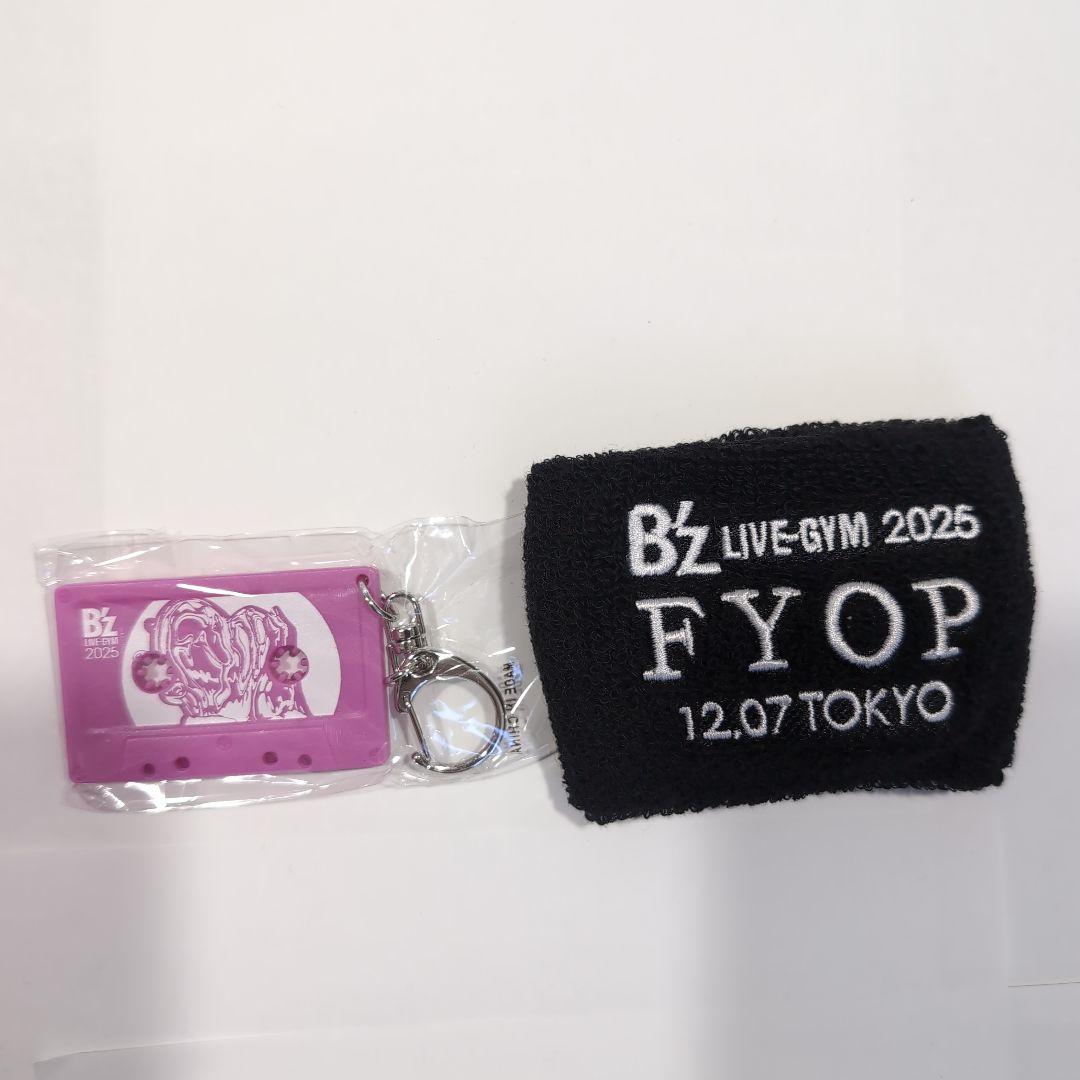 B'z
LIVE-GYM
2025
MADE IN CHINA
B'z LIVE-GYM 2025
FYOP
12.07 TOKYO